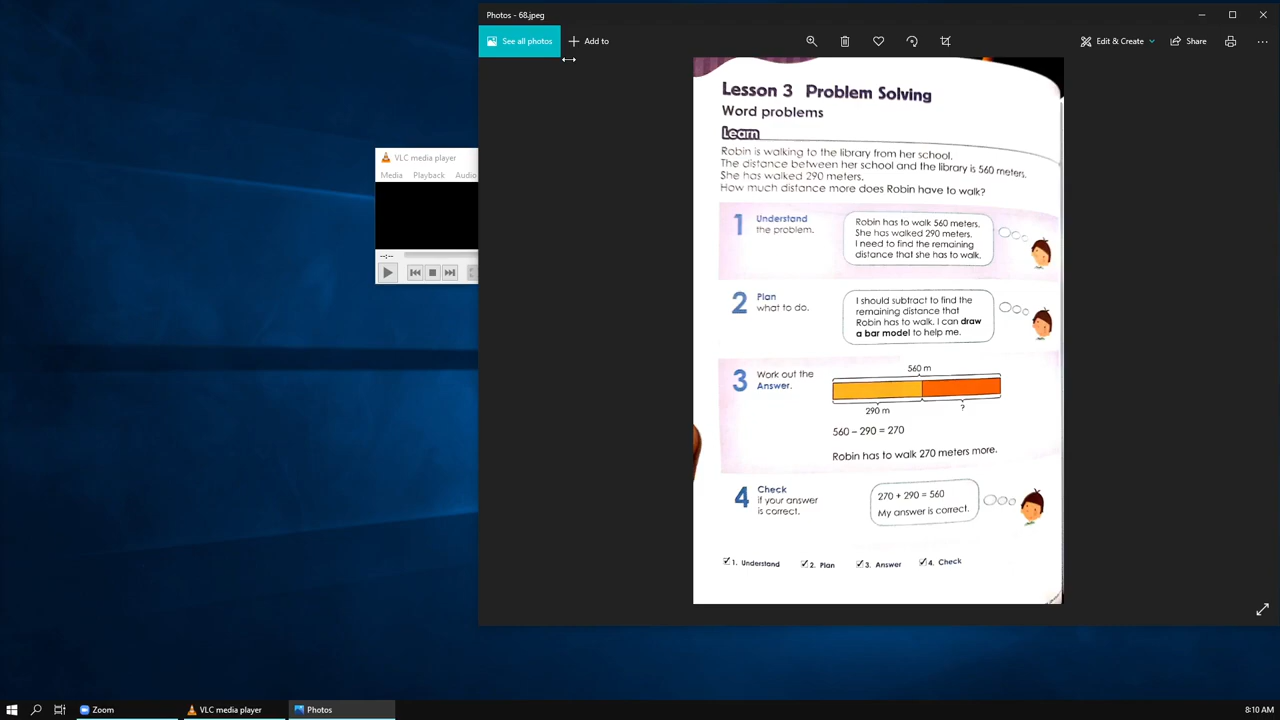 Photos - 68.jpeg
See all photos
Add to
Edit & Create
Share
VLC media player
Media Playback Audio
--:--
Lesson 3 Problem Solving
Word problems
Learn
Robin is walking to the library from her school.
The distance between her school and the library is 560 meters.
She has walked 290 meters.
How much distance more does Robin have to walk?
1 Understand
the problem.
Robin has to walk 560 meters.
She has walked 290 meters.
I need to find the remaining
distance that she has to walk.
2 Plan
what to do.
I should subtract to find the
remaining distance that
Robin has to walk. I can draw
a bar model to help me.
3 Work out the
Answer.
560 m
290 m
?
560 – 290 = 270
Robin has to walk 270 meters more.
4 Check
if your answer
is correct.
270 + 290 = 560
My answer is correct.
1. Understand 2. Plan 3. Answer 4. Check
Zoom
VLC media player
Photos
8:10 AM